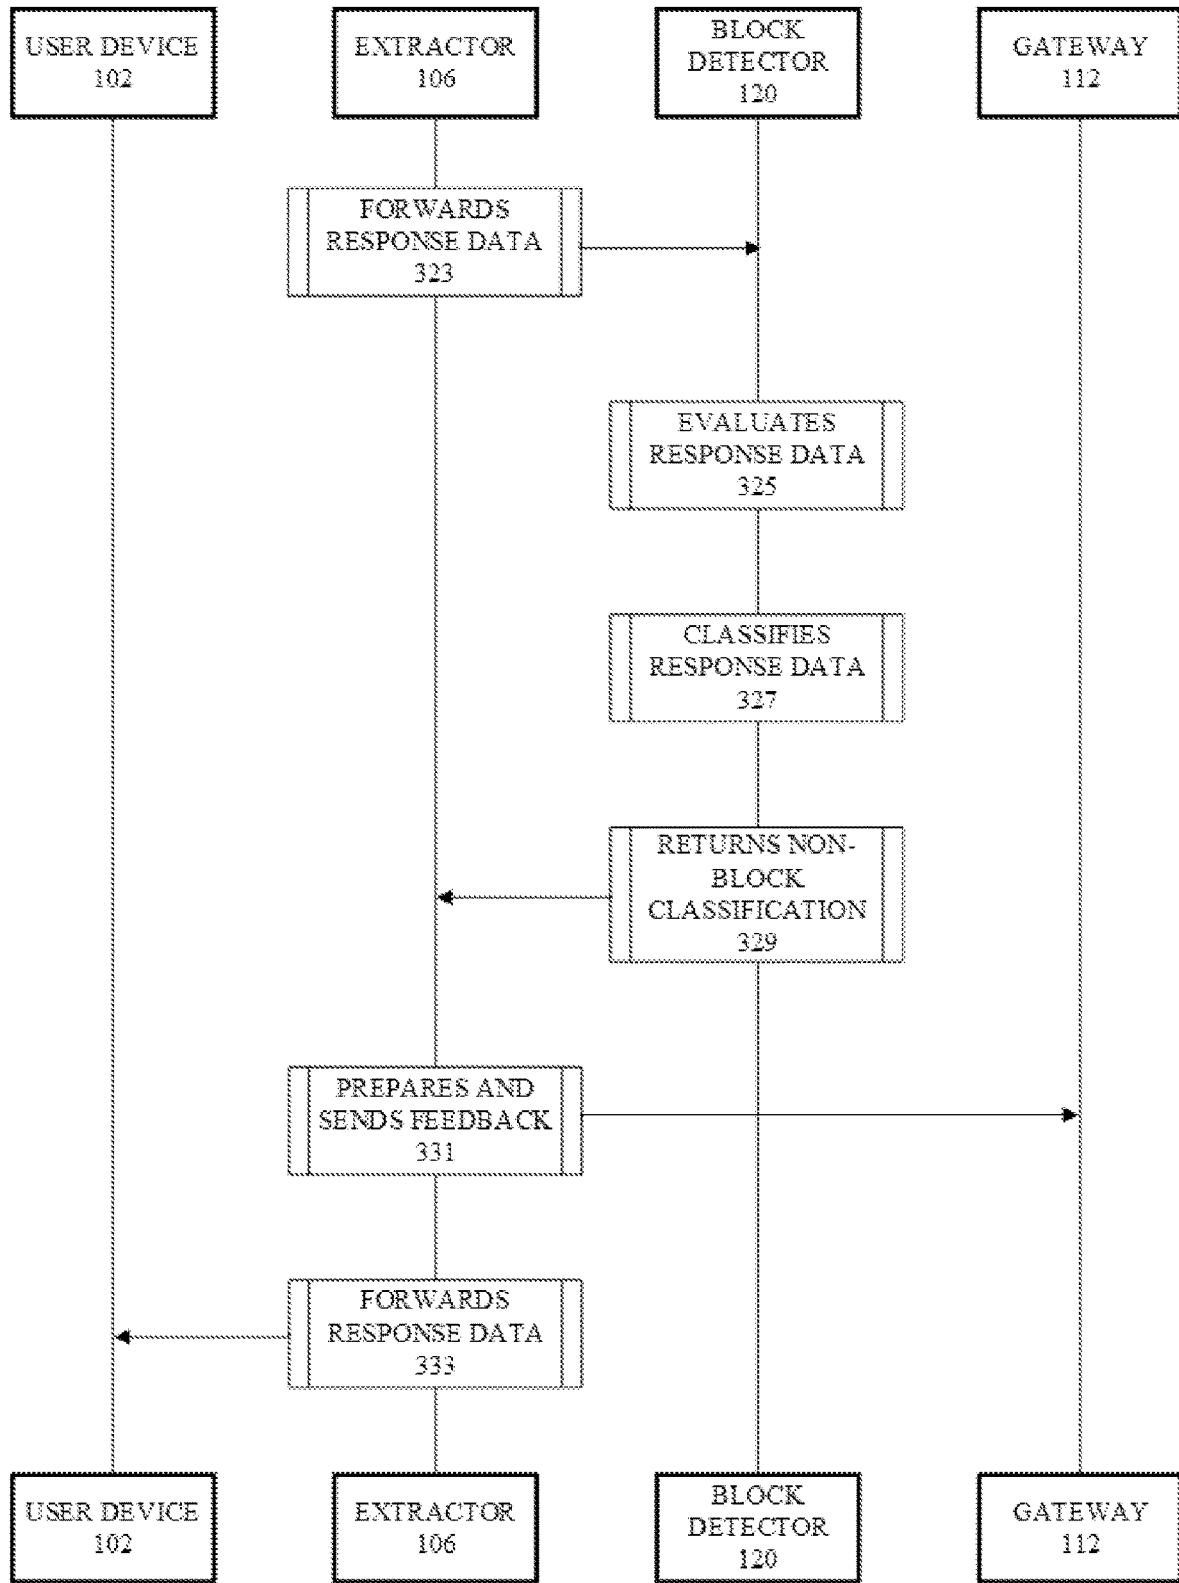 USER DEVICE
102
EXTRACTOR
106
BLOCK
DETECTOR
120
GATEWAY
112
FORWARDS
RESPONSE DATA
323
EVALUATES
RESPONSE DATA
325
CLASSIFIES
RESPONSE DATA
327
RETURNS NON-
BLOCK
CLASSIFICATION
329
PREPARES AND
SENDS FEEDBACK
331
FORWARDS
RESPONSE DATA
333
USER DEVICE
102
EXTRACTOR
106
BLOCK
DETECTOR
120
GATEWAY
112